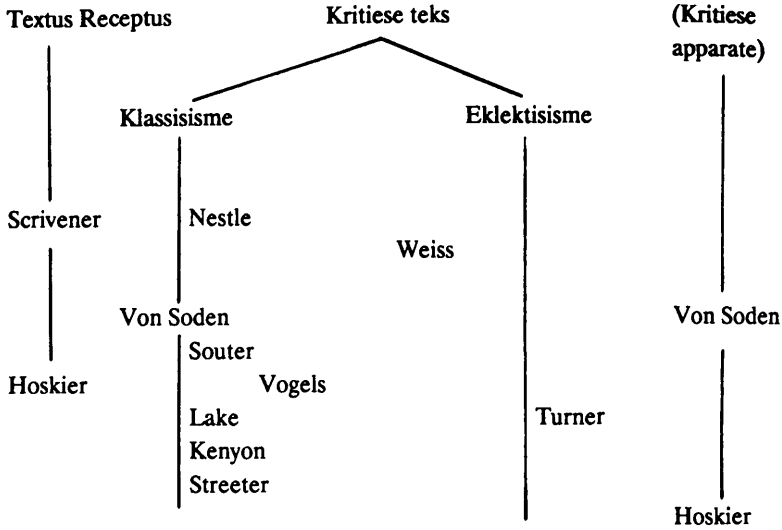 Textus Receptus
Kritiese teks
(Kritiese
apparate)
Klassisisme
Eklektisisme
Scrivener
Nestle
Weiss
Von Soden
Von Soden
Souter
Hoskier
Vogels
Lake
Turner
Kenyon
Streeter
Hoskier